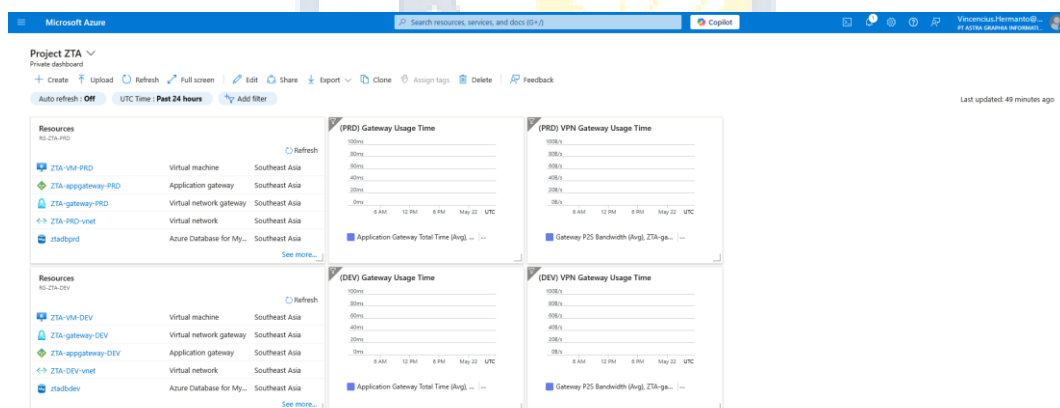 Microsoft Azure
Search resources, services, and docs (G+/)
Copilot
Vincencius.Hermanto@...
PT ASTRA GRAPHIA INFORMATI...
Project ZTA
Private dashboard
Create Upload Refresh Full screen Edit Share Export Clone Assign tags Delete Feedback
Auto refresh : Off UTC Time : Past 24 hours Add filter
Last updated: 49 minutes ago
Resources
RG-ZTA-PRD
Refresh
ZTA-VM-PRD Virtual machine Southeast Asia
ZTA-appgateway-PRD Application gateway Southeast Asia
ZTA-gateway-PRD Virtual network gateway Southeast Asia
ZTA-PRD-vnet Virtual network Southeast Asia
ztadbprd Azure Database for My... Southeast Asia
See more...
(PRD) Gateway Usage Time
100ms
80ms
60ms
40ms
20ms
0ms
6 AM 12 PM 6 PM May 22 UTC
Application Gateway Total Time (Avg), ... --
(PRD) VPN Gateway Usage Time
100B/s
80B/s
60B/s
40B/s
20B/s
0B/s
6 AM 12 PM 6 PM May 22 UTC
Gateway P2S Bandwidth (Avg), ZTA-ga... --
Resources
RG-ZTA-DEV
Refresh
ZTA-VM-DEV Virtual machine Southeast Asia
ZTA-gateway-DEV Virtual network gateway Southeast Asia
ZTA-appgateway-DEV Application gateway Southeast Asia
ZTA-DEV-vnet Virtual network Southeast Asia
ztadbdev Azure Database for My... Southeast Asia
See more...
(DEV) Gateway Usage Time
100ms
80ms
60ms
40ms
20ms
0ms
6 AM 12 PM 6 PM May 22 UTC
Application Gateway Total Time (Avg), ... --
(DEV) VPN Gateway Usage Time
100B/s
80B/s
60B/s
40B/s
20B/s
0B/s
6 AM 12 PM 6 PM May 22 UTC
Gateway P2S Bandwidth (Avg), ZTA-ga... --